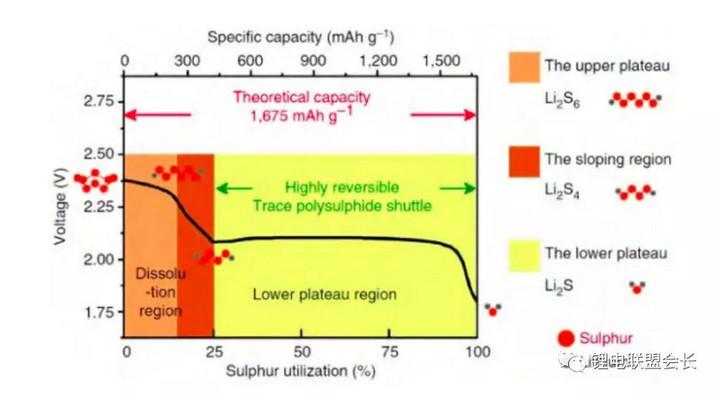 Specific capacity (mAh g⁻¹)
0 300 600 900 1,200 1,500
Theoretical capacity
1,675 mAh g⁻¹
2.75
2.50
2.25
2.00
1.75
Voltage (V)
Highly reversible
Trace polysulphide shuttle
Dissolu
-tion
region
Lower plateau region
0 25 50 75 100
Sulphur utilization (%)
The upper plateau
Li₂S₆
The sloping region
Li₂S₄
The lower plateau
Li₂S
Sulphur
锂电联盟会长